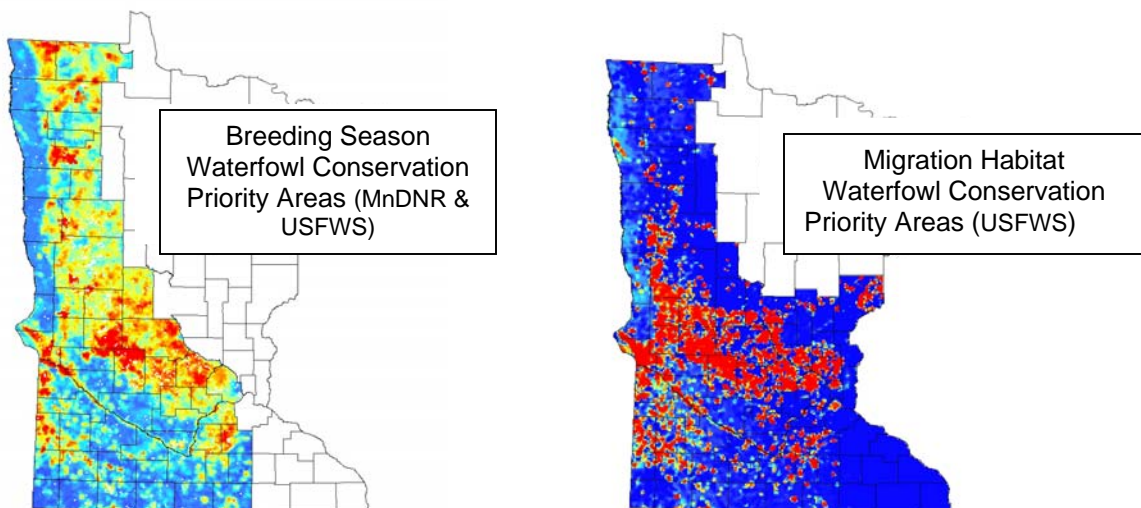 Breeding Season
Waterfowl Conservation
Priority Areas (MnDNR &
USFWS)
Migration Habitat
Waterfowl Conservation
Priority Areas (USFWS)